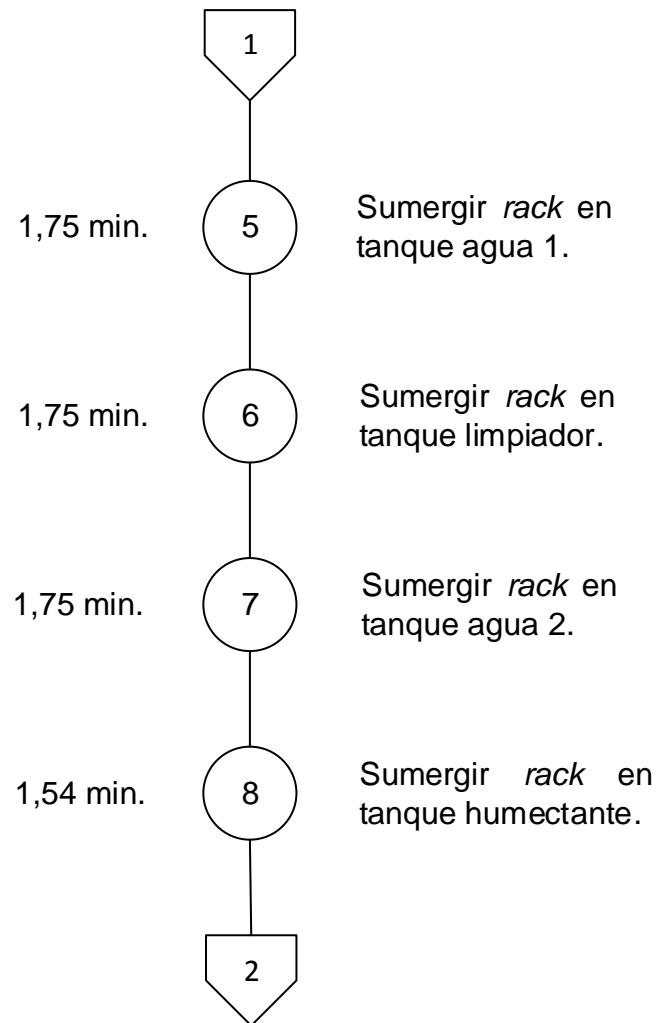 1
1,75 min.
5
Sumergir rack en
tanque agua 1.
1,75 min.
6
Sumergir rack en
tanque limpiador.
1,75 min.
7
Sumergir rack en
tanque agua 2.
1,54 min.
8
Sumergir rack en
tanque humectante.
2